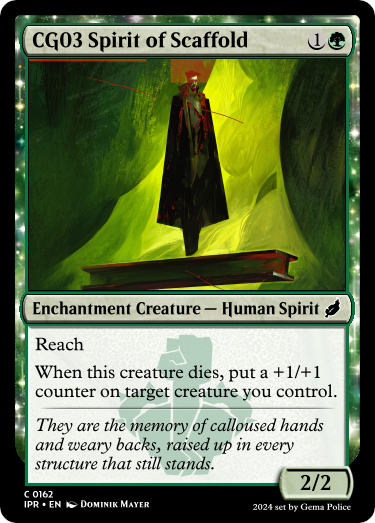 CG03 Spirit of Scaffold 1
Enchantment Creature — Human Spirit
Reach
When this creature dies, put a +1/+1
counter on target creature you control.
They are the memory of calloused hands
and weary backs, raised up in every
structure that still stands.
2/2
C 0162
IPR • EN Dominik Mayer
2024 set by Gema Police